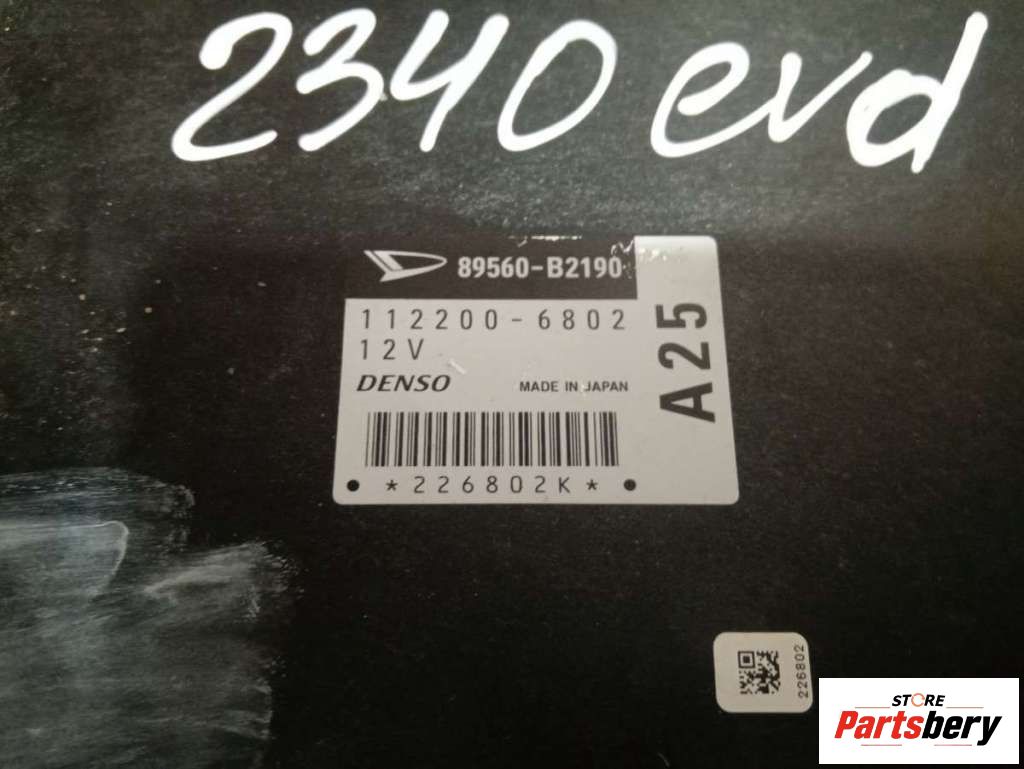 2340 evd
89560-B2190
112200-6802
12V
DENSO MADE IN JAPAN
A25
*226802K*
226802
STORE
Partsbery